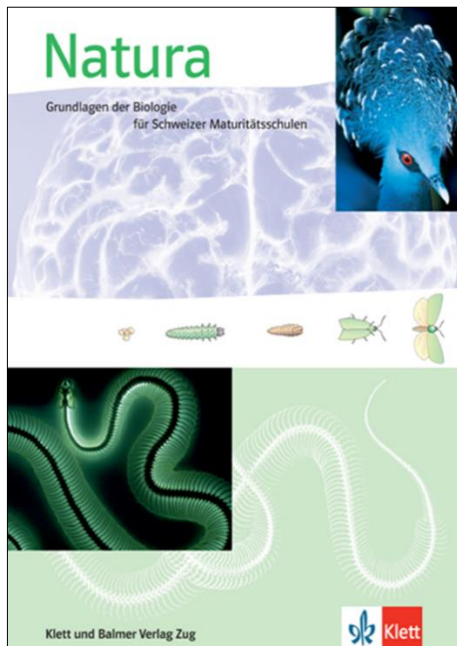 Natura
Grundlagen der Biologie
für Schweizer Maturitätsschulen
Klett und Balmer Verlag Zug
Klett